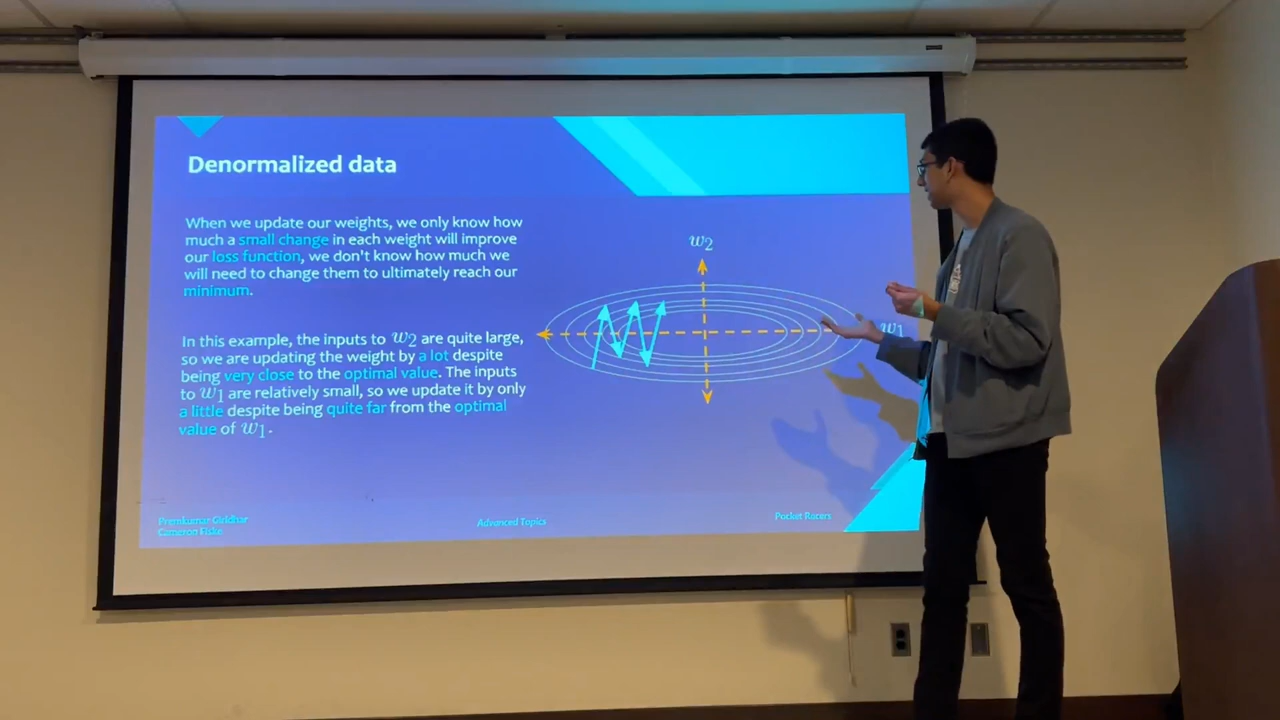 Denormalized data
When we update our weights, we only know how
much a small change in each weight will improve
our loss function, we don't know how much we
will need to change them to ultimately reach our
minimum.
In this example, the inputs to w₂ are quite large,
so we are updating the weight by a lot despite
being very close to the optimal value. The inputs
to w₁ are relatively small, so we update it by only
a little despite being quite far from the optimal
value of w₁.
w₂
w₁
Premkumar Giridhar
Cameron Fiske
Advanced Topics
Pocket Racers